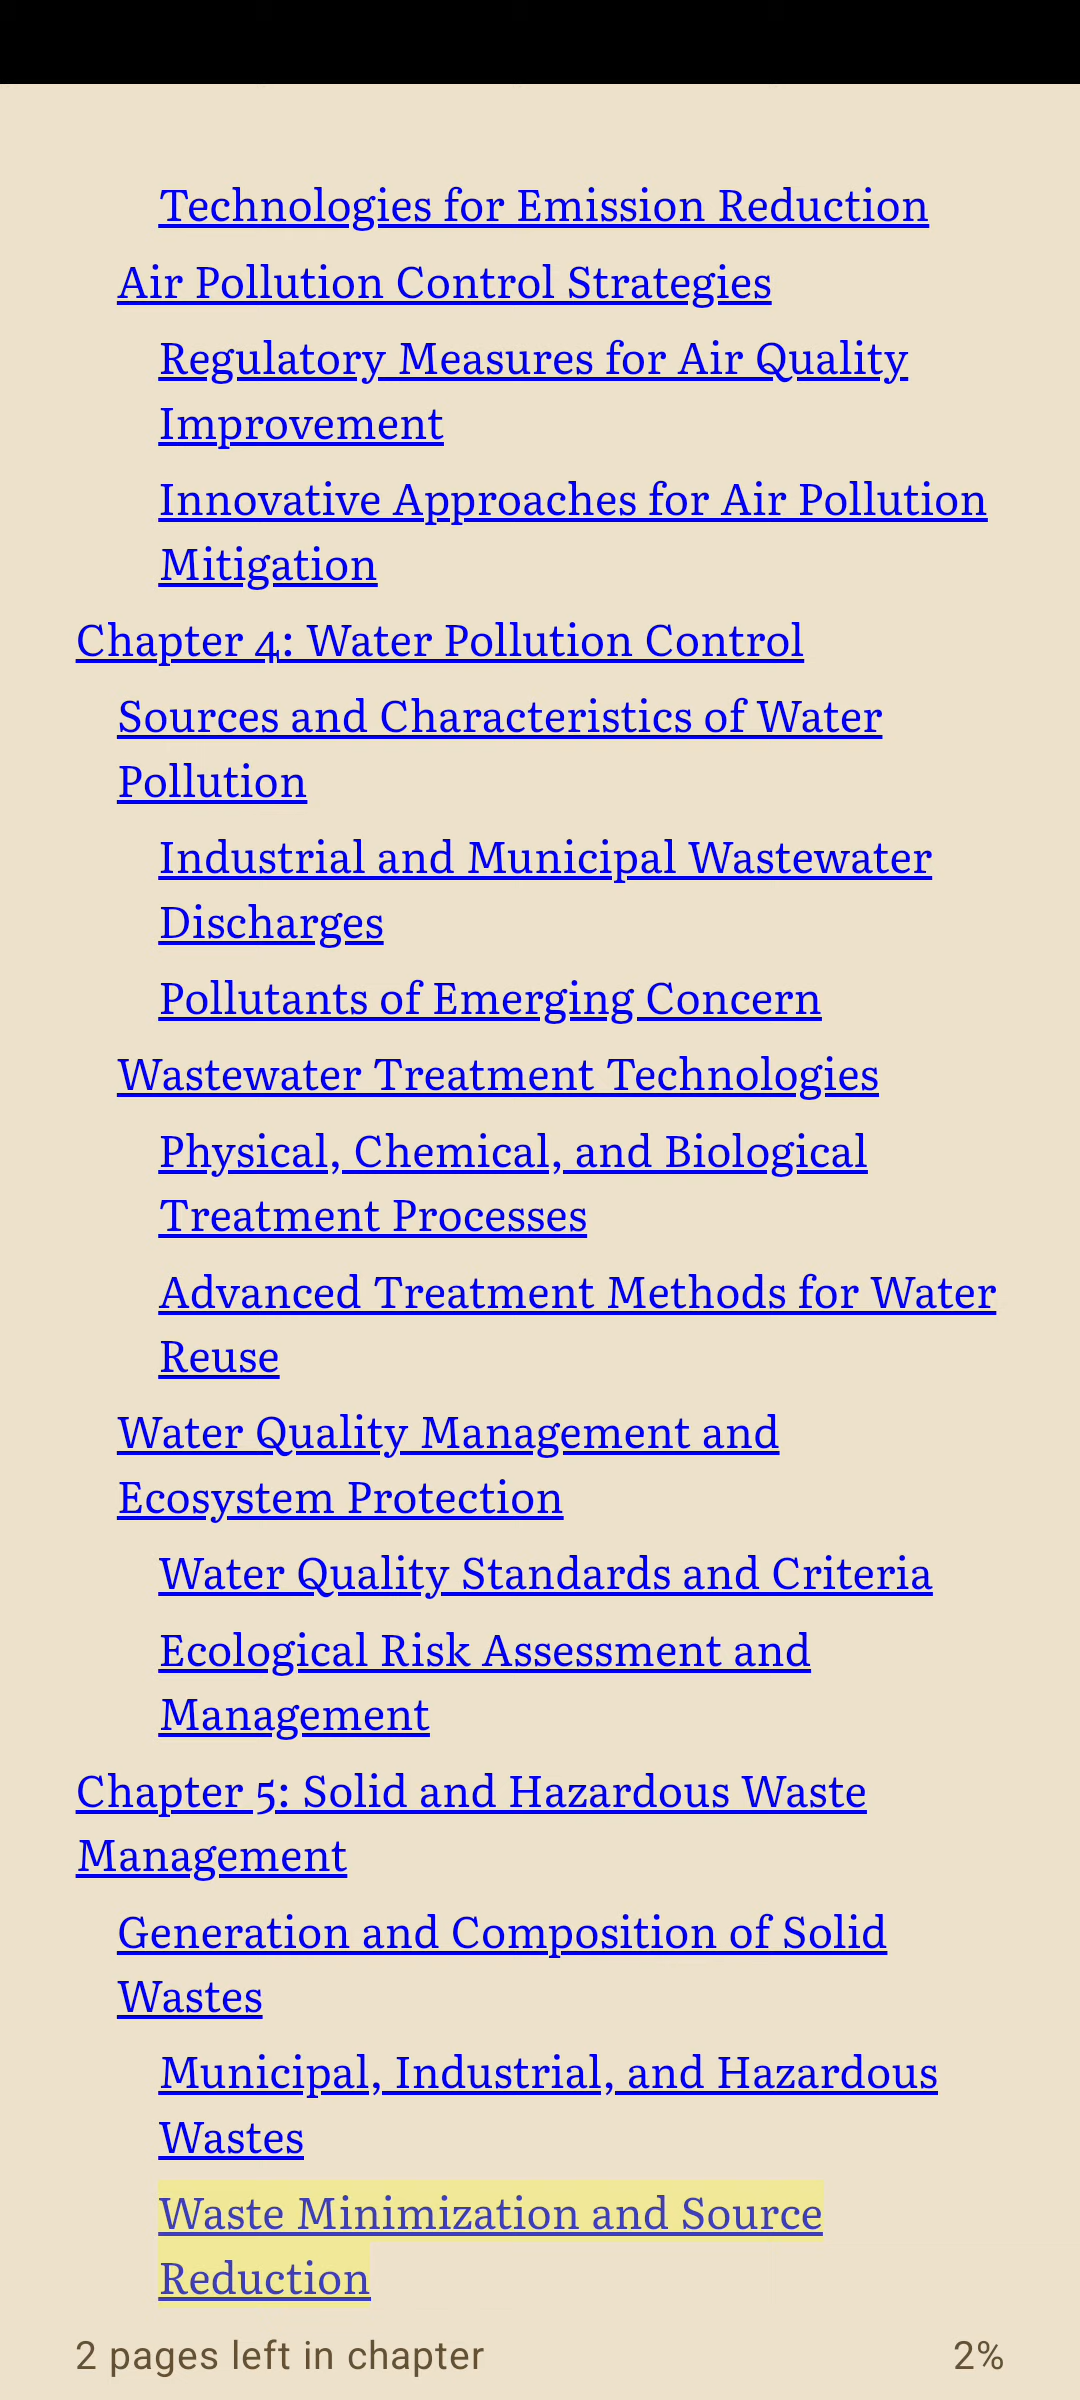 Technologies for Emission Reduction
Air Pollution Control Strategies
Regulatory Measures for Air Quality
Improvement
Innovative Approaches for Air Pollution
Mitigation
Chapter 4: Water Pollution Control
Sources and Characteristics of Water
Pollution
Industrial and Municipal Wastewater
Discharges
Pollutants of Emerging Concern
Wastewater Treatment Technologies
Physical, Chemical, and Biological
Treatment Processes
Advanced Treatment Methods for Water
Reuse
Water Quality Management and
Ecosystem Protection
Water Quality Standards and Criteria
Ecological Risk Assessment and
Management
Chapter 5: Solid and Hazardous Waste
Management
Generation and Composition of Solid
Wastes
Municipal, Industrial, and Hazardous
Wastes
Waste Minimization and Source
Reduction
2 pages left in chapter 2%